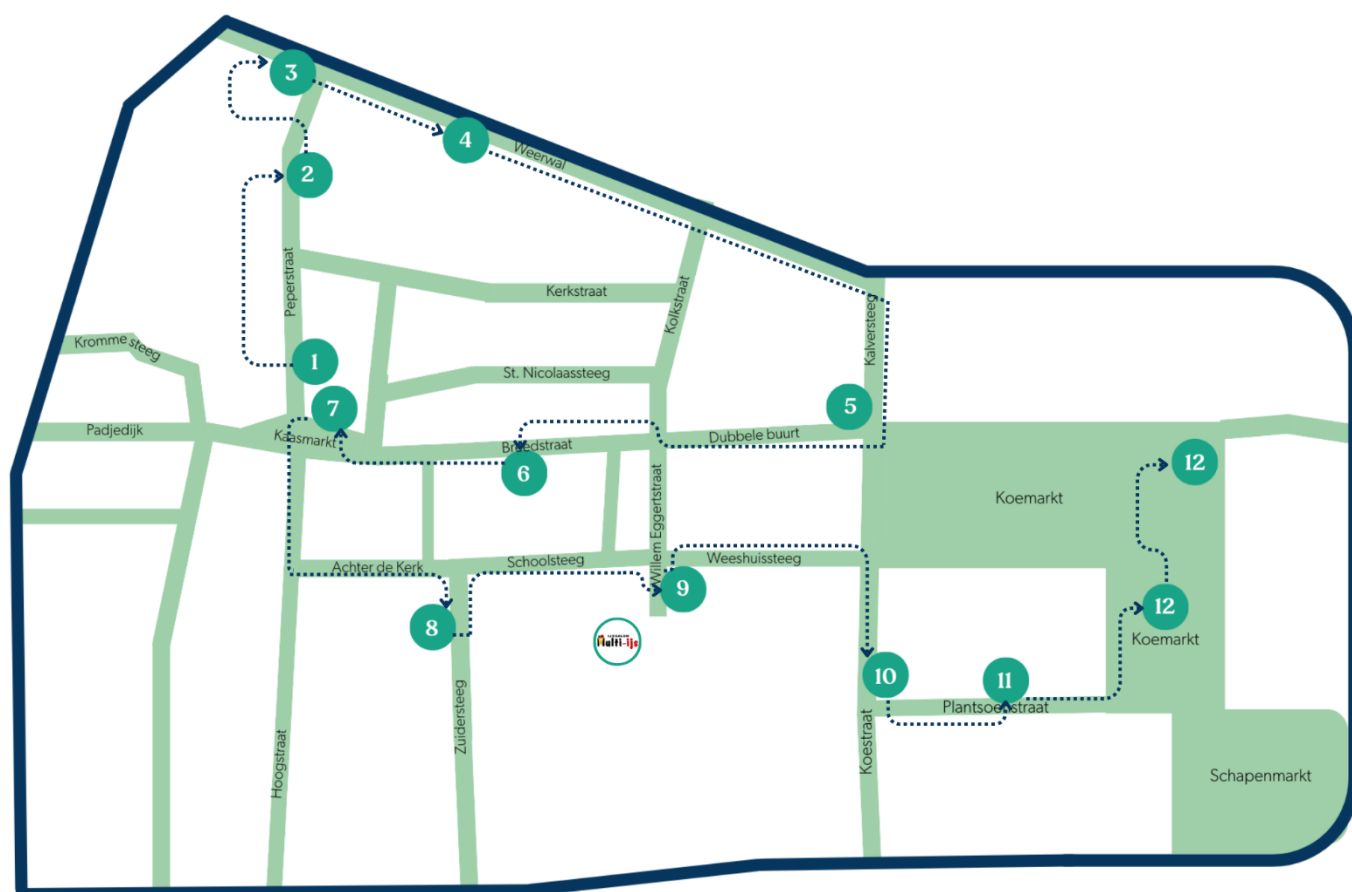 3
4
Weerwal
2
Peperstraat
Kerkstraat
Kolkstraat
Kalversteeg
Kromme steeg
1
St. Nicolaassteeg
7
5
Padjedijk
Kaasmarkt
Breedstraat
Dubbele buurt
6
12
Koemarkt
Willem Eggertstraat
Achter de Kerk
Schoolsteeg
Weeshuissteeg
9
12
8
Multi-ijs
Koemarkt
10
11
Plantsoenstraat
Zuidersteeg
Hoogstraat
Koestraat
Schapenmarkt